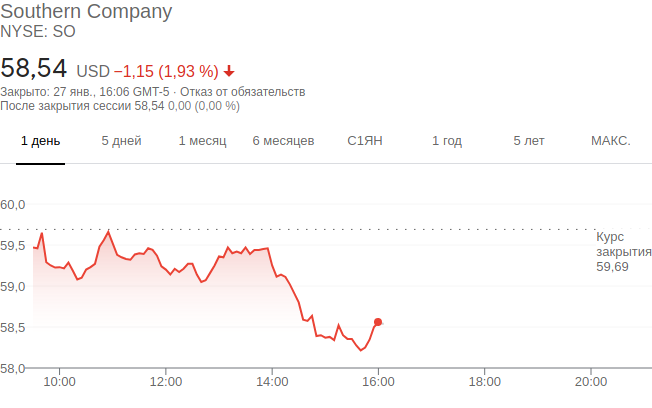 Southern Company
NYSE: SO
58,54 USD −1,15 (1,93 %)
Закрыто: 27 янв., 16:06 GMT-5 · Отказ от обязательств
После закрытия сессии 58,54 0,00 (0,00 %)
1 день 5 дней 1 месяц 6 месяцев С1ЯН 1 год 5 лет МАКС.
60,0
59,5
Курс
закрытия
59,69
59,0
58,5
58,0
10:00 12:00 14:00 16:00 18:00 20:00